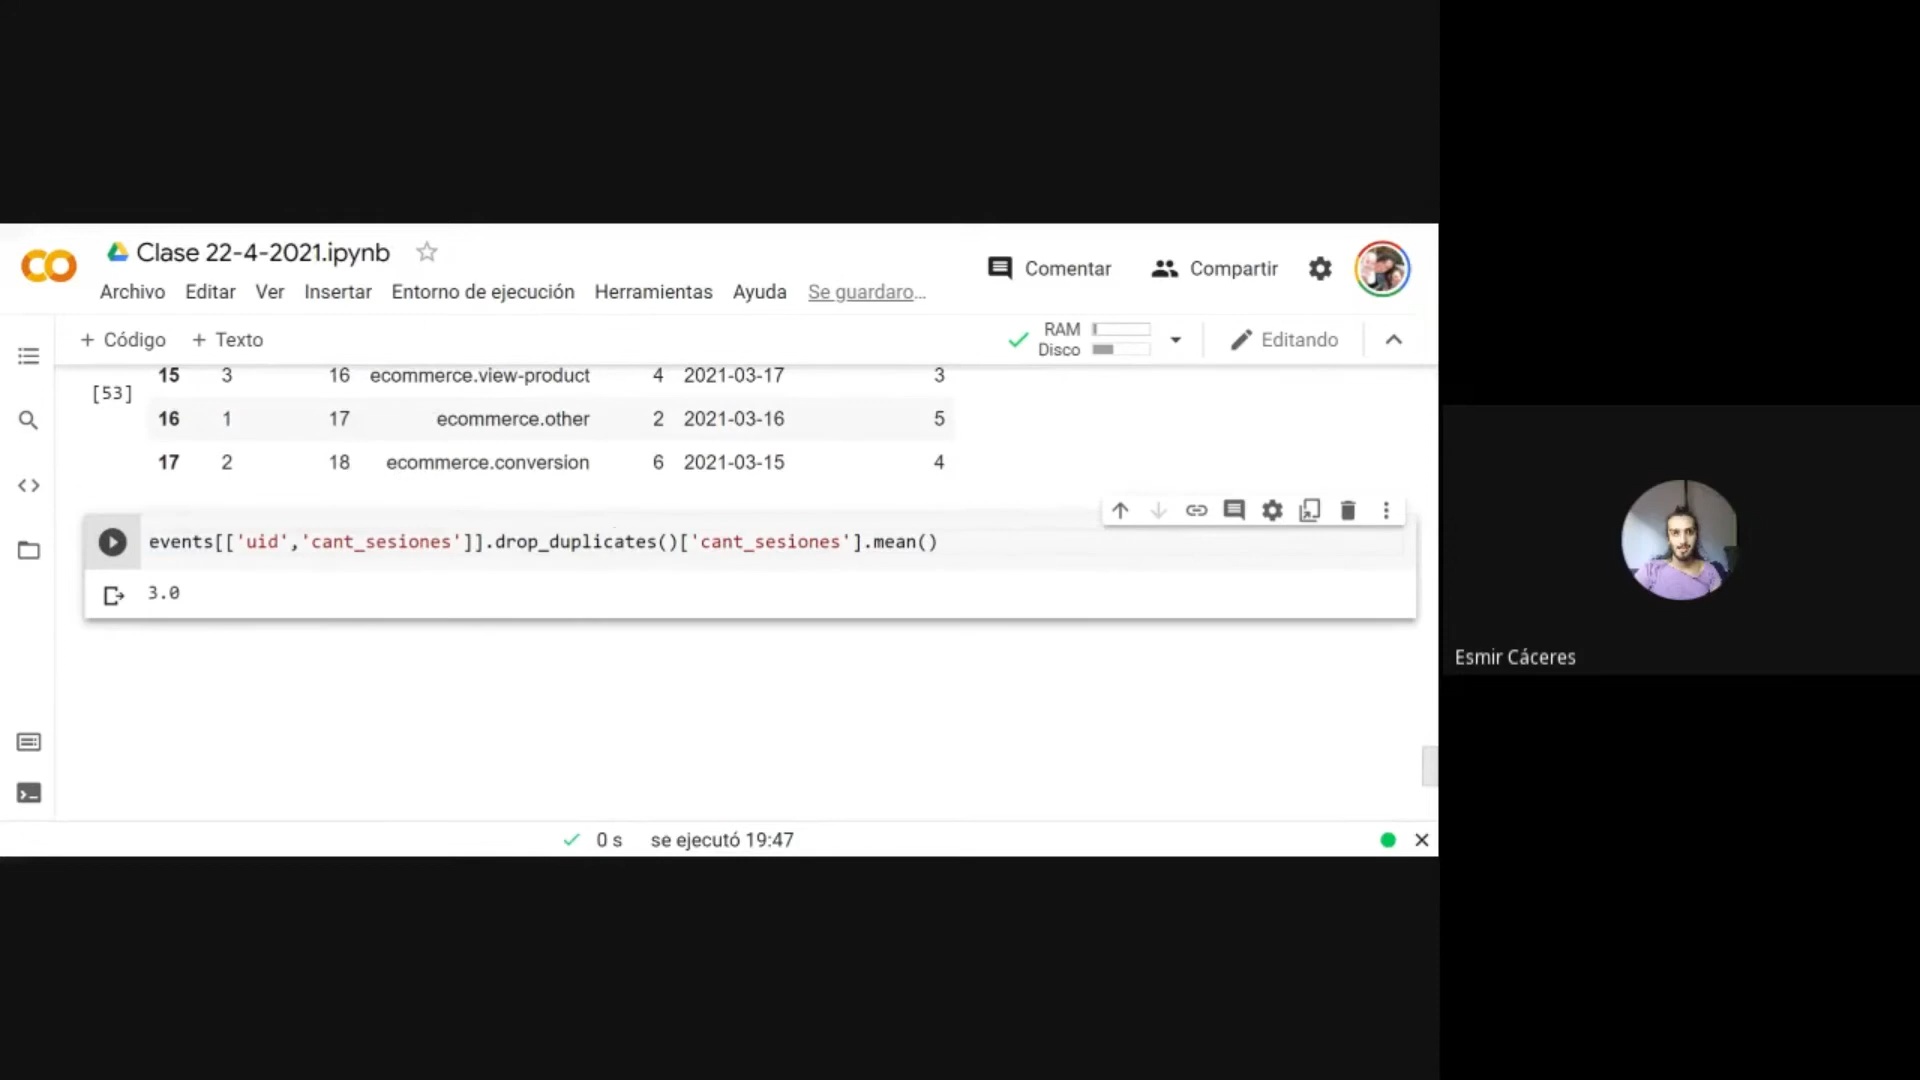 Clase 22-4-2021.ipynb
Comentar
Compartir
Archivo Editar Ver Insertar Entorno de ejecución Herramientas Ayuda Se guardaro...
+ Código + Texto
RAM
Disco
Editando
[53]
15 3 16 ecommerce.view-product 4 2021-03-17 3
16 1 17 ecommerce.other 2 2021-03-16 5
17 2 18 ecommerce.conversion 6 2021-03-15 4
events[['uid','cant_sesiones']].drop_duplicates()['cant_sesiones'].mean()
3.0
0 s se ejecutó 19:47
Esmir Cáceres